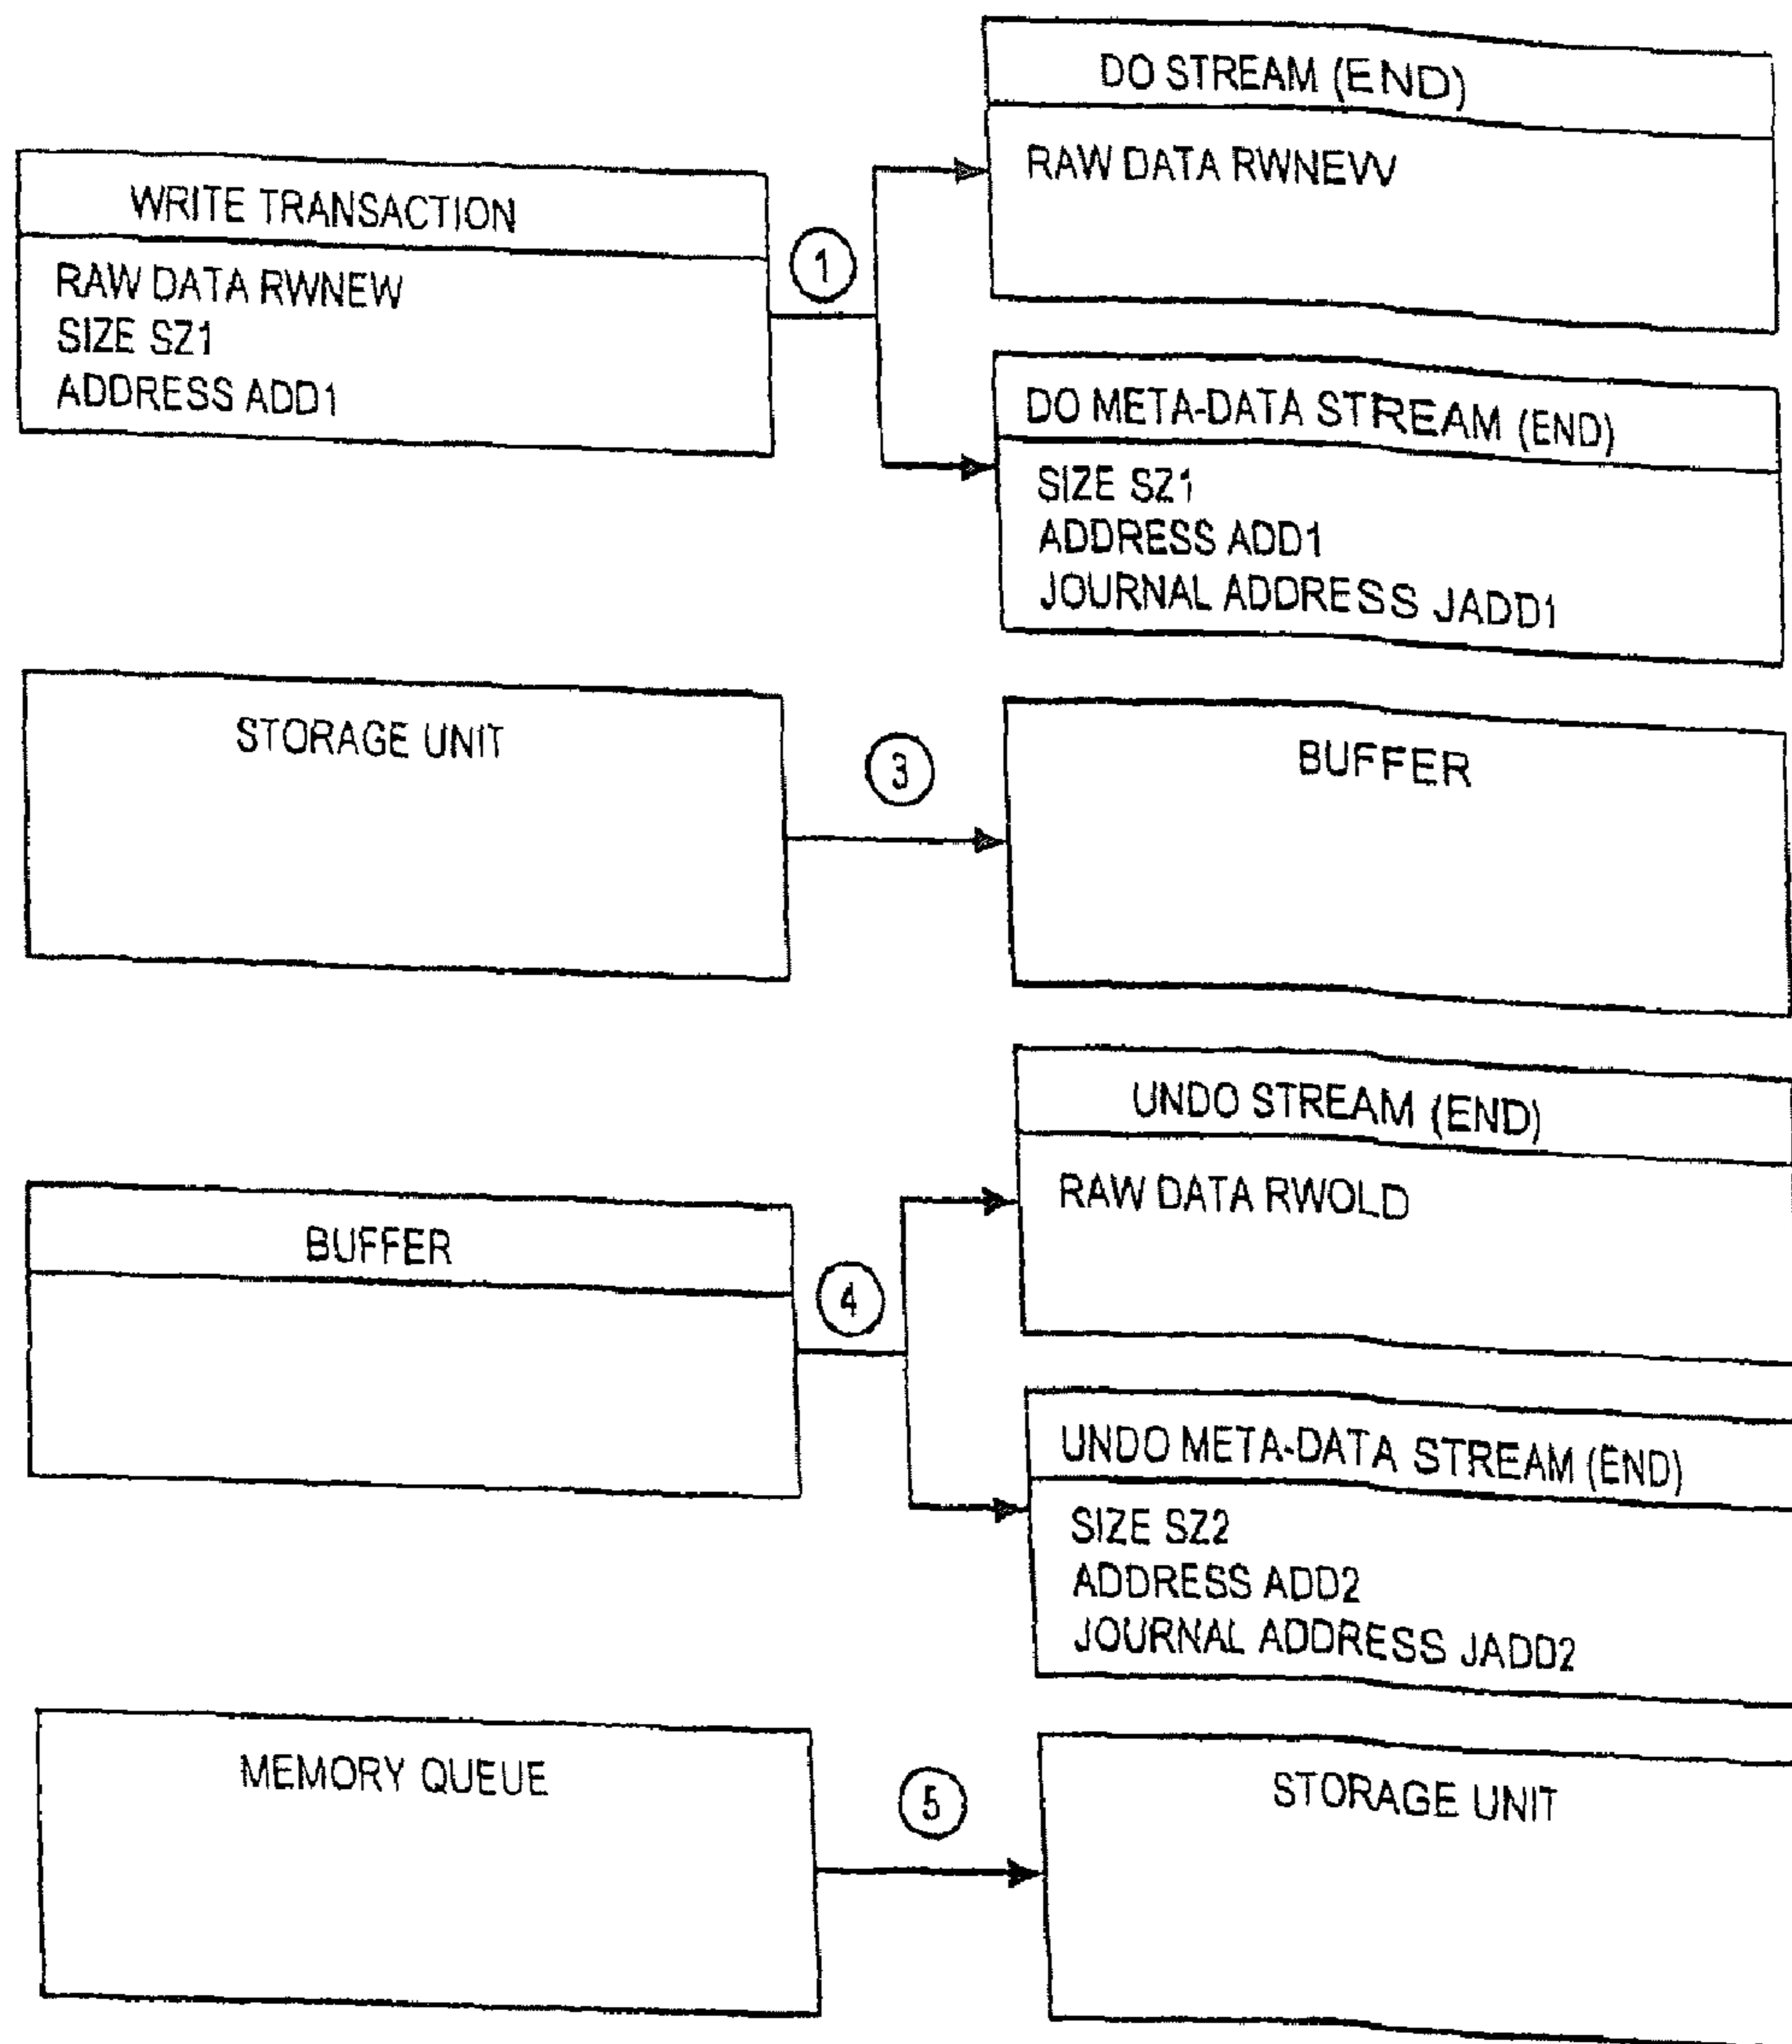 DO STREAM (END)
RAW DATA RWNEW
WRITE TRANSACTION
RAW DATA RWNEW
SIZE SZ1
ADDRESS ADD1
1
DO META-DATA STREAM (END)
SIZE SZ1
ADDRESS ADD1
JOURNAL ADDRESS JADD1
STORAGE UNIT
3
BUFFER
BUFFER
4
UNDO STREAM (END)
RAW DATA RWOLD
UNDO META-DATA STREAM (END)
SIZE SZ2
ADDRESS ADD2
JOURNAL ADDRESS JADD2
MEMORY QUEUE
5
STORAGE UNIT